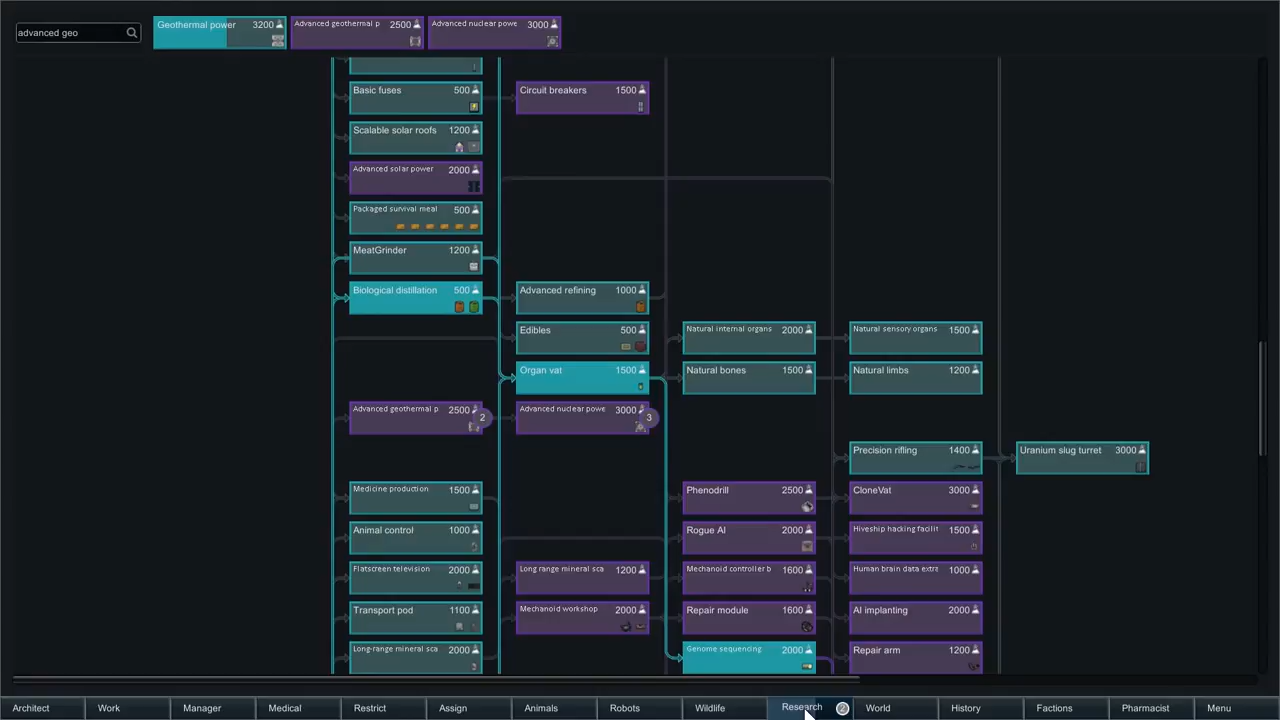 advanced geo
Geothermal power 3200
Advanced geothermal p 2500
Advanced nuclear powe 3000
Basic fuses 500
Circuit breakers 1500
Scalable solar roofs 1200
Advanced solar power 2000
Packaged survival meal 500
MeatGrinder 1200
Biological distillation 500
Advanced refining 1000
Edibles 500
Natural internal organs 2000
Natural sensory organs 1500
Organ vat 1500
Natural bones 1500
Natural limbs 1200
Advanced geothermal p 2500 2
Advanced nuclear powe 3000 3
Precision rifling 1400
Uranium slug turret 3000
Medicine production 1500
Phenodrill 2500
CloneVat 3000
Animal control 1000
Rogue AI 2000
Hiveship hacking facilit 1500
Flatscreen television 2000
Long range mineral sca 1200
Mechanoid controller b 1600
Human brain data extra 1000
Transport pod 1100
Mechanoid workshop 2000
Repair module 1600
AI implanting 2000
Long-range mineral sca 2000
Genome sequencing 2000
Repair arm 1200
Architect Work Manager Medical Restrict Assign Animals Robots Wildlife Research 2 World History Factions Pharmacist Menu